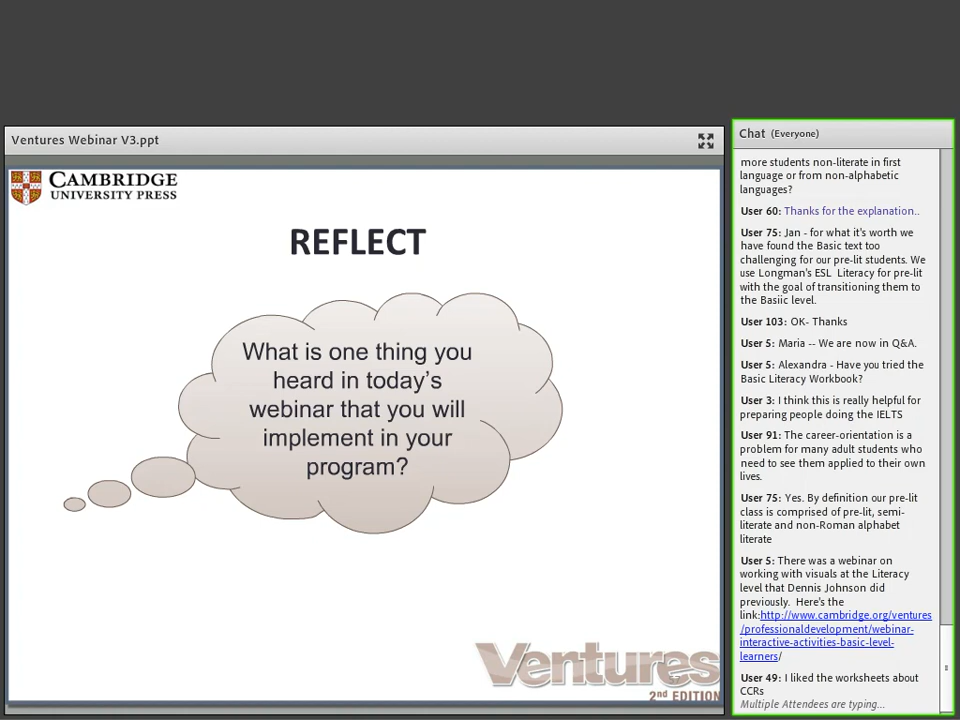 Ventures Webinar V3.ppt
CAMBRIDGE
UNIVERSITY PRESS
REFLECT
What is one thing you
heard in today's
webinar that you will
implement in your
program?
Ventures
2nd EDITION
Chat (Everyone)
more students non-literate in first
language or from non-alphabetic
languages?
User 60: Thanks for the explanation..
User 75: Jan - for what it's worth we
have found the Basic text too
challenging for our pre-lit students. We
use Longman's ESL Literacy for pre-lit
with the goal of transitioning them to
the Basiic level.
User 103: OK- Thanks
User 5: Maria -- We are now in Q&A.
User 5: Alexandra - Have you tried the
Basic Literacy Workbook?
User 3: I think this is really helpful for
preparing people doing the IELTS
User 91: The career-orientation is a
problem for many adult students who
need to see them applied to their own
lives.
User 75: Yes. By definition our pre-lit
class is comprised of pre-lit, semi-
literate and non-Roman alphabet
literate
User 5: There was a webinar on
working with visuals at the Literacy
level that Dennis Johnson did
previously. Here's the
link:http://www.cambridge.org/ventures
/professionaldevelopment/webinar-
interactive-activities-basic-level-
learners/
User 49: I liked the worksheets about
CCRs
Multiple Attendees are typing...